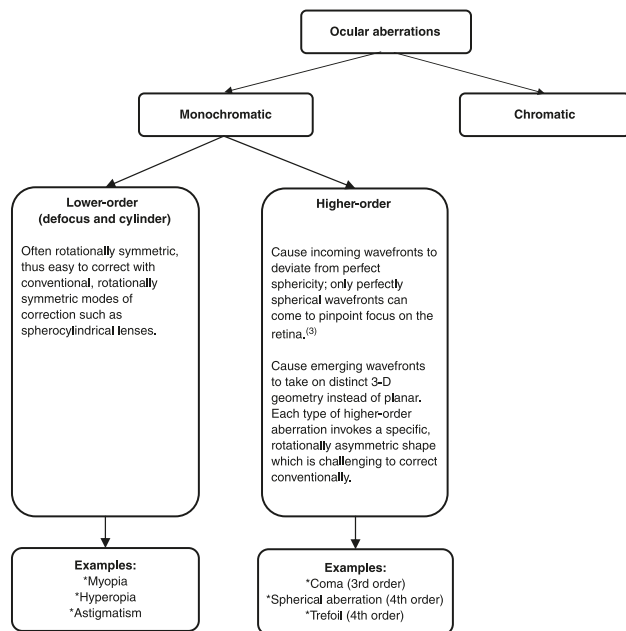 Ocular aberrations
Monochromatic
Chromatic
Lower-order
(defocus and cylinder)
Often rotationally symmetric,
thus easy to correct with
conventional, rotationally
symmetric modes of
correction such as
spherocylindrical lenses.
Higher-order
Cause incoming wavefronts to
deviate from perfect
sphericity; only perfectly
spherical wavefronts can
come to pinpoint focus on the
retina.(3)
Cause emerging wavefronts
to take on distinct 3-D
geometry instead of planar.
Each type of higher-order
aberration invokes a specific,
rotationally asymmetric shape
which is challenging to correct
conventionally.
Examples:
*Myopia
*Hyperopia
*Astigmatism
Examples:
*Coma (3rd order)
*Spherical aberration (4th order)
*Trefoil (4th order)